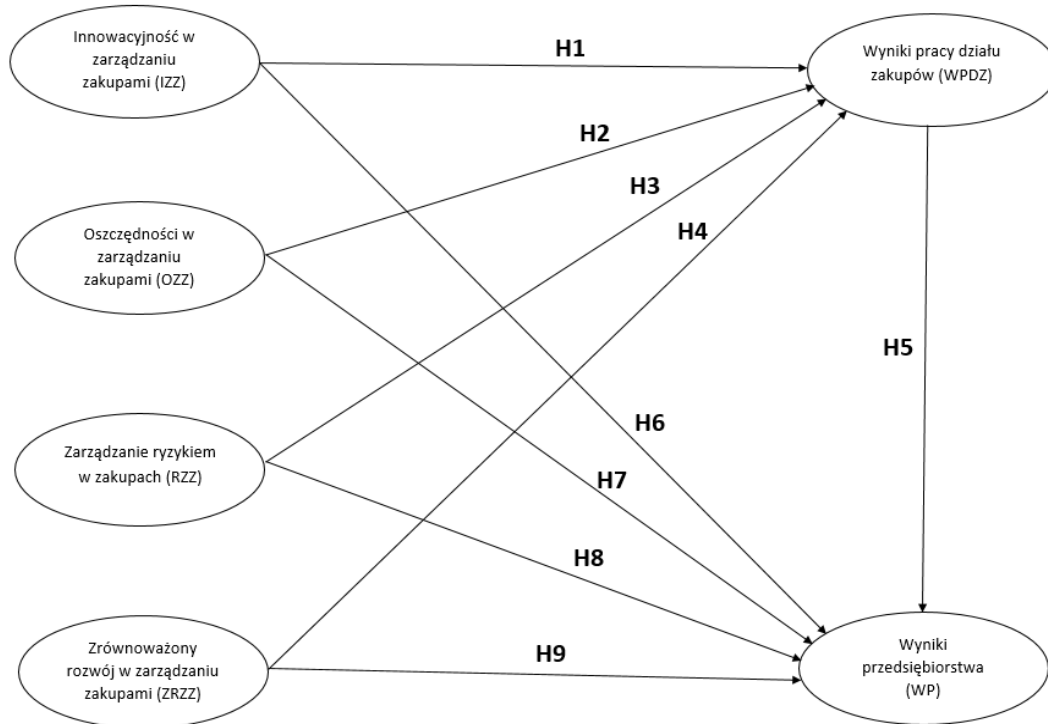 Innowacyjność w
zarządzaniu
zakupami (IZZ)
H1
Wyniki pracy działu
zakupów (WPDZ)
H2
H3
Oszczędności w
zarządzaniu
zakupami (OZZ)
H4
H5
H6
Zarządzanie ryzykiem
w zakupach (RZZ)
H7
H8
Zrównoważony
rozwój w zarządzaniu
zakupami (ZRZZ)
H9
Wyniki
przedsiębiorstwa
(WP)